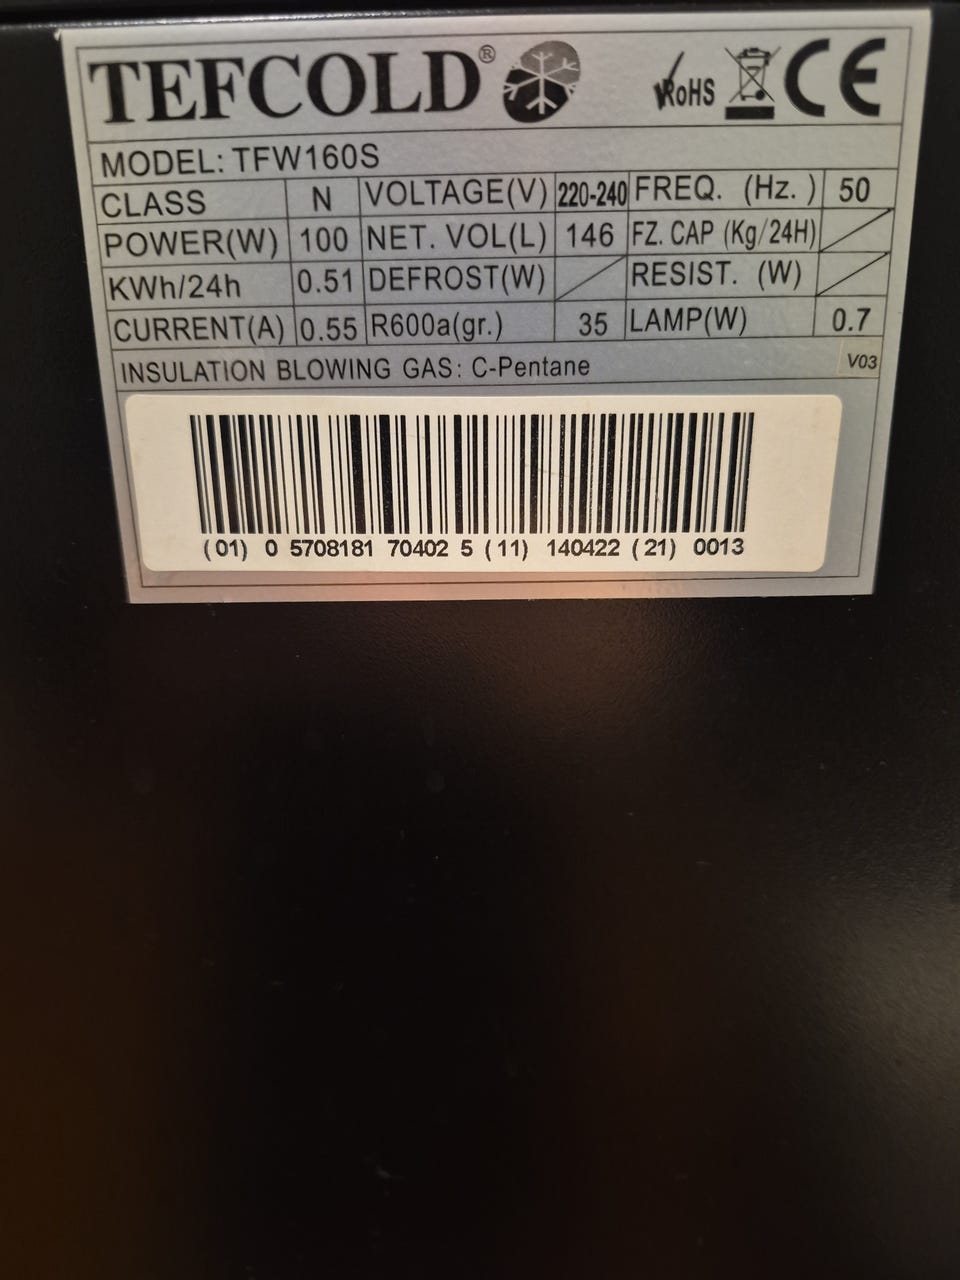 TEFCOLD®
RoHS CE
MODEL: TFW160S
CLASS N VOLTAGE(V) 220-240 FREQ. (Hz.) 50
POWER(W) 100 NET. VOL(L) 146 FZ. CAP (Kg/24H)
KWh/24h 0.51 DEFROST(W) RESIST. (W)
CURRENT(A) 0.55 R600a(gr.) 35 LAMP(W) 0.7
INSULATION BLOWING GAS: C-Pentane V03
(01) 0 5708181 70402 5 (11) 140422 (21) 0013